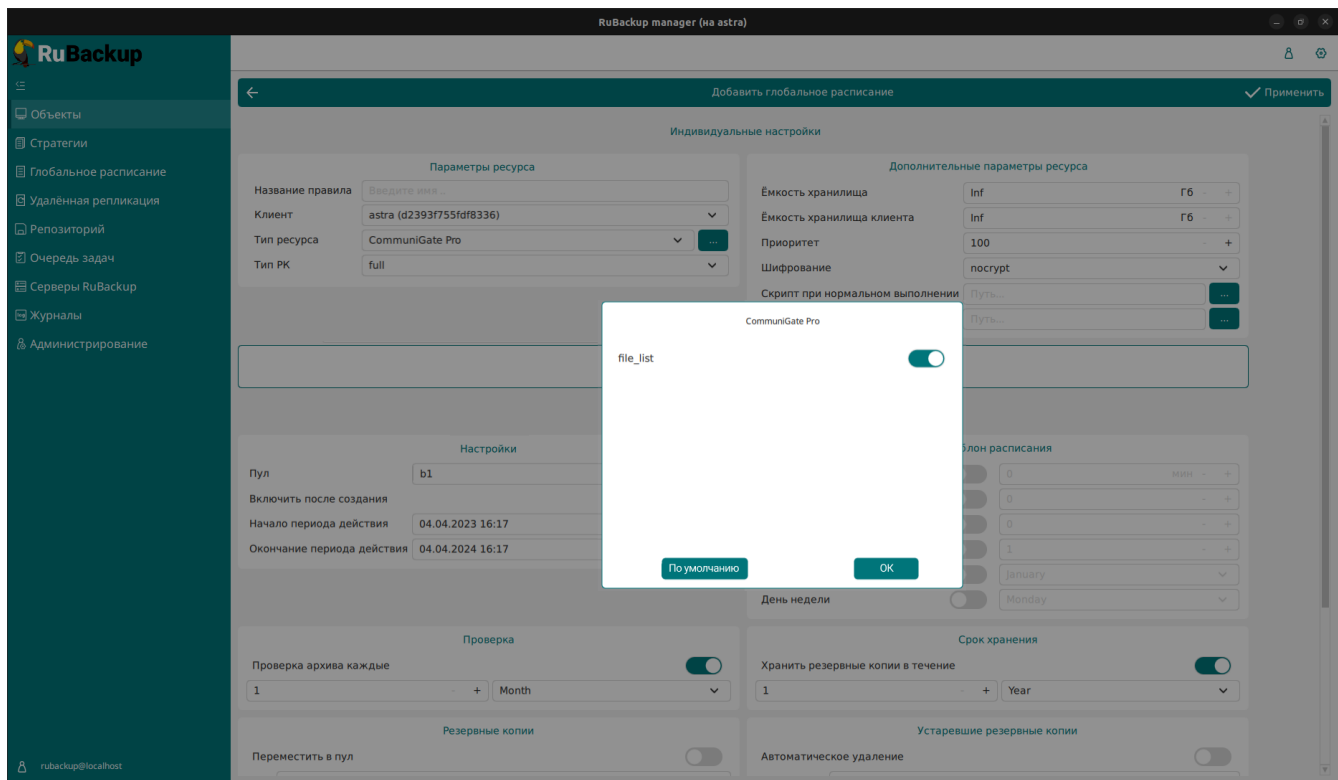 RuBackup manager (на astra)
RuBackup
Объекты
Стратегии
Глобальное расписание
Удалённая репликация
Репозиторий
Очередь задач
Серверы RuBackup
Журналы
Администрирование
rubackup@localhost
Добавить глобальное расписание
Применить
Индивидуальные настройки
Параметры ресурса
Название правила Введите имя ..
Клиент astra (d2393f755fdf8336)
Тип ресурса CommuniGate Pro ...
Тип РК full
Дополнительные параметры ресурса
Ёмкость хранилища Inf Гб - +
Ёмкость хранилища клиента Inf Гб - +
Приоритет 100 - +
Шифрование nocrypt
Скрипт при нормальном выполнении Путь... ...
Путь... ...
CommuniGate Pro
file_list
По умолчанию OK
Настройки
Пул b1
Включить после создания
Начало периода действия 04.04.2023 16:17
Окончание периода действия 04.04.2024 16:17
блон расписания
0 мин - +
0 - +
0 - +
1 - +
January
День недели Monday
Проверка
Проверка архива каждые
1 - + Month
Срок хранения
Хранить резервные копии в течение
1 - + Year
Резервные копии
Переместить в пул
Устаревшие резервные копии
Автоматическое удаление